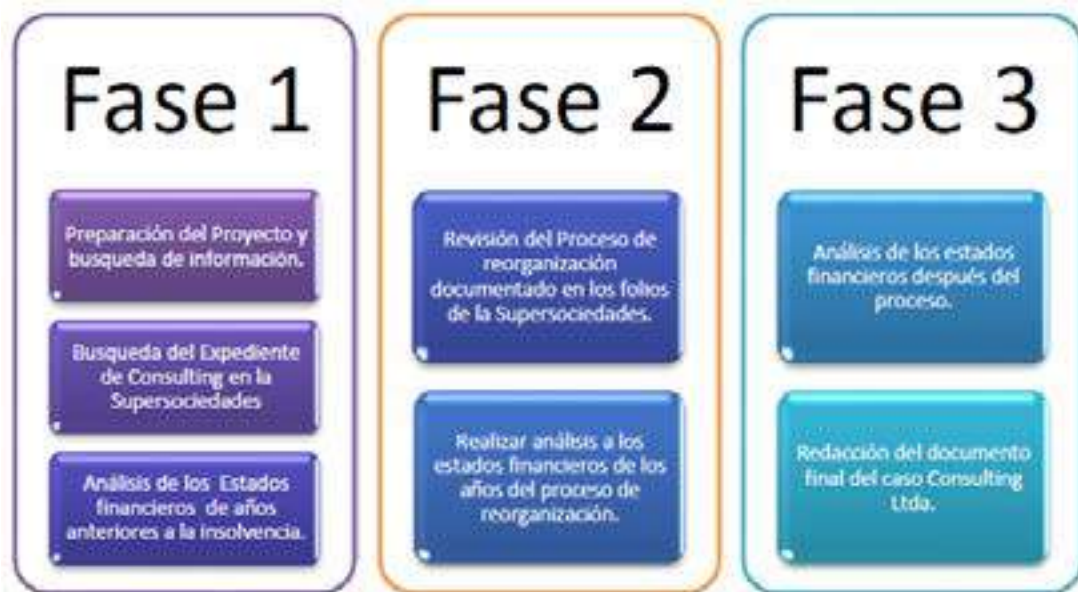 Fase 1
Preparación del Proyecto y
busqueda de información.
Busqueda del Expediente
de Consulting en la
Supersociedades
Análisis de los Estados
financieros de años
anteriores a la insolvencia.
Fase 2
Revisión del Proceso de
reorganización
documentado en los folios
de la Supersociedades.
Realizar análisis a los
estados financieros de los
años del proceso de
reorganización.
Fase 3
Análisis de los estados
financieros después del
proceso.
Redacción del documento
final del caso Consulting
Ltda.